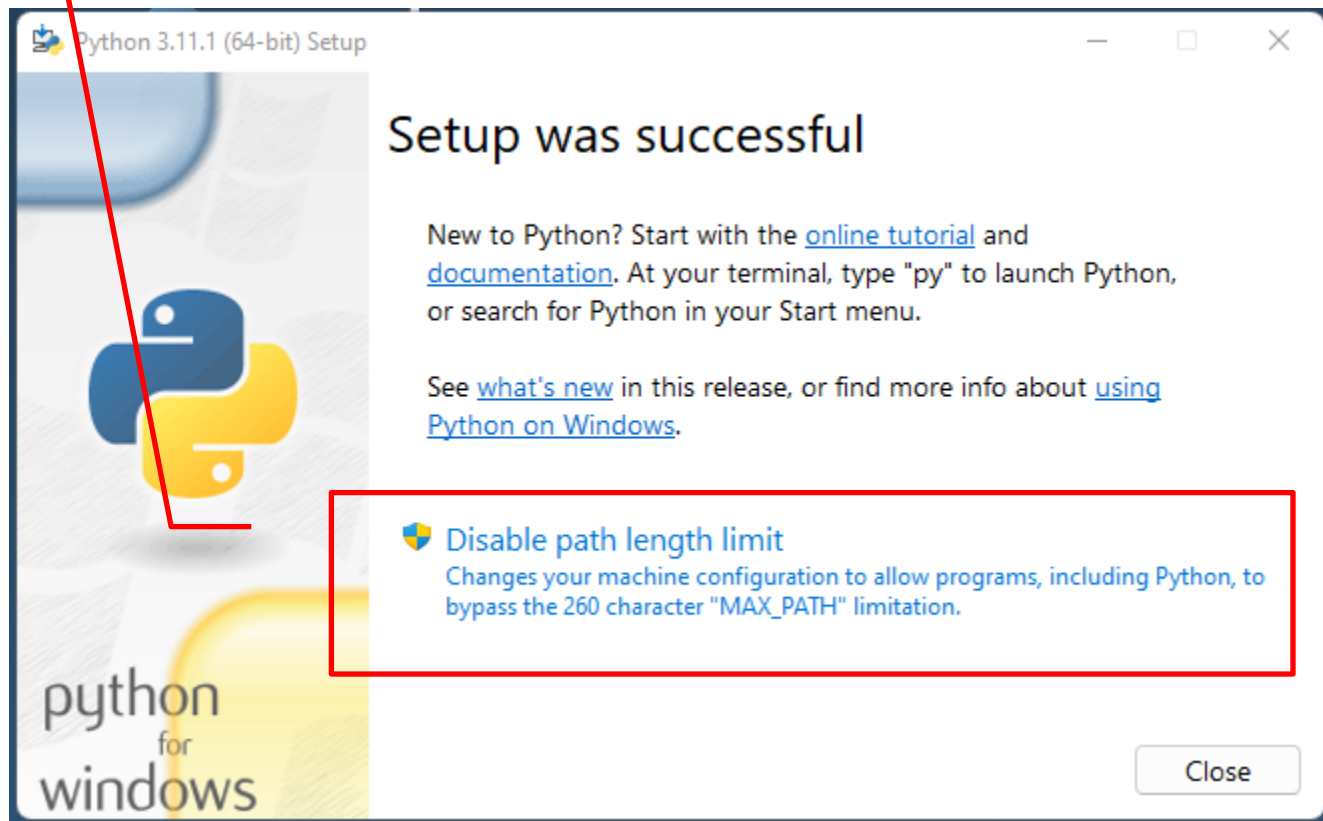 Python 3.11.1 (64-bit) Setup
Setup was successful
New to Python? Start with the online tutorial and
documentation. At your terminal, type "py" to launch Python,
or search for Python in your Start menu.
See what's new in this release, or find more info about using
Python on Windows.
Disable path length limit
Changes your machine configuration to allow programs, including Python, to
bypass the 260 character "MAX_PATH" limitation.
python
for
windows
Close